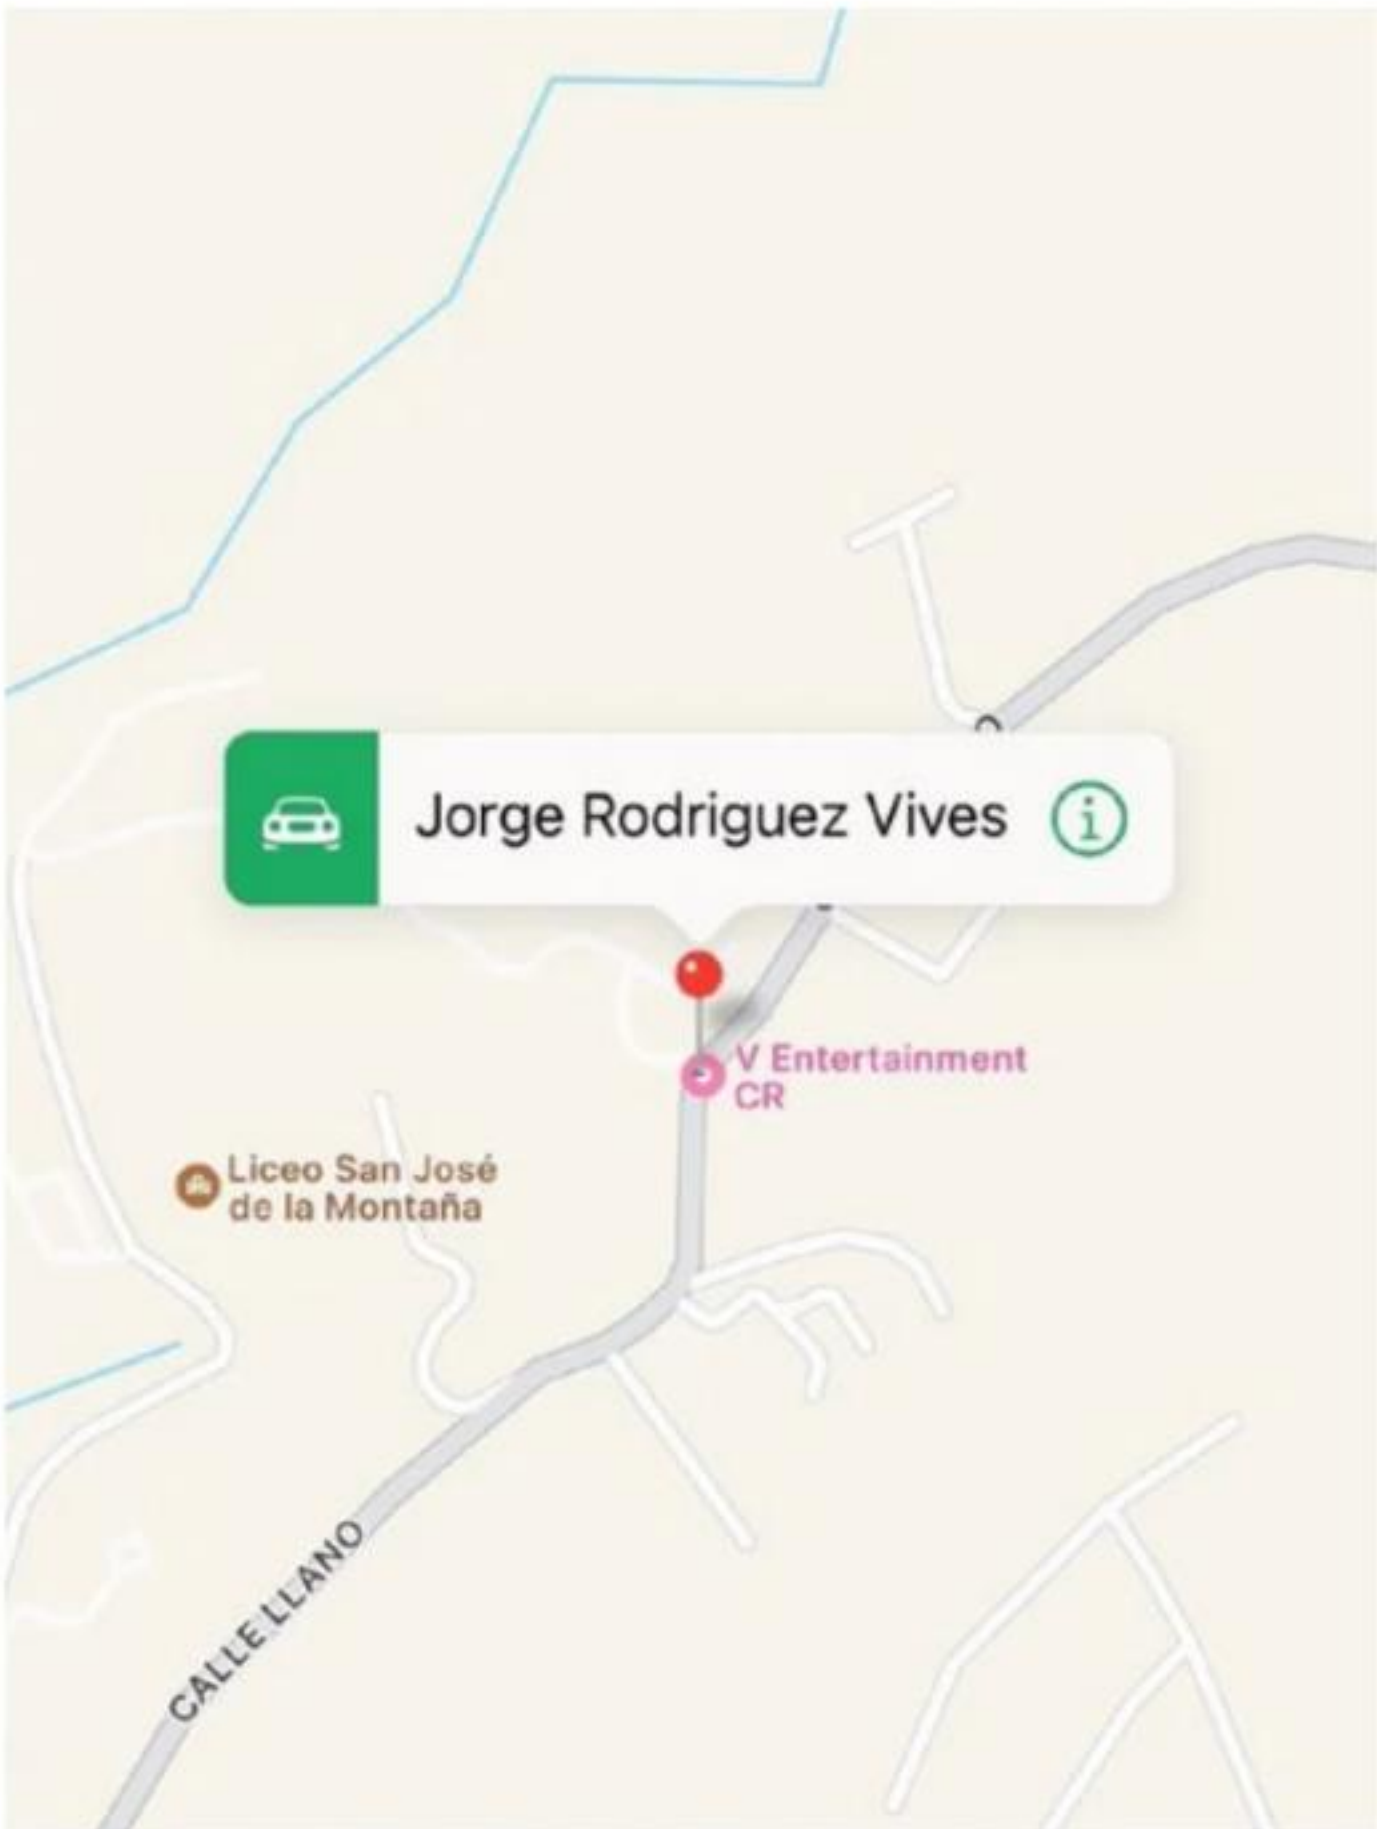 Jorge Rodriguez Vives
V Entertainment
CR
Liceo San José
de la Montaña
CALLE LLANO